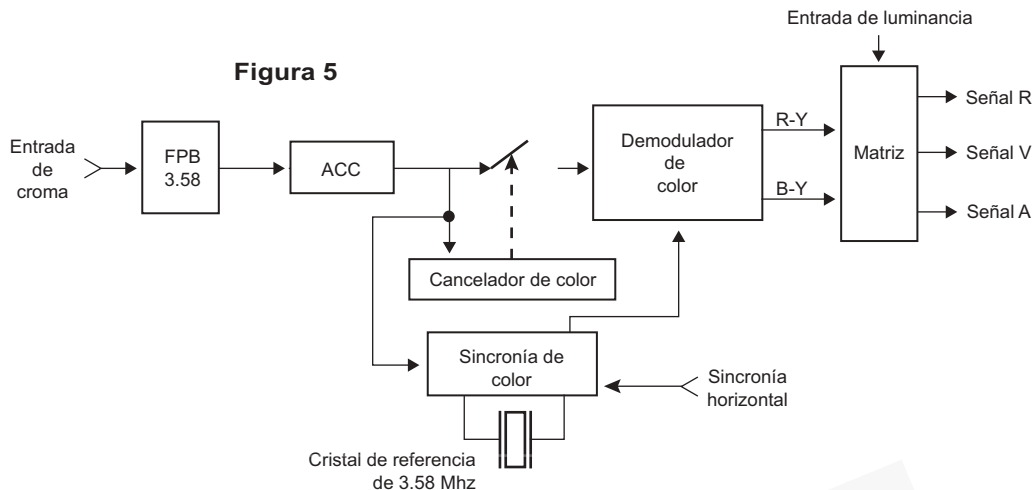 Entrada de luminancia
Figura 5
Entrada
de
croma
FPB
3.58
ACC
Demodulador
de
color
R-Y
B-Y
Matriz
Señal R
Señal V
Señal A
Cancelador de color
Sincronía de
color
Sincronía
horizontal
Cristal de referencia
de 3.58 Mhz